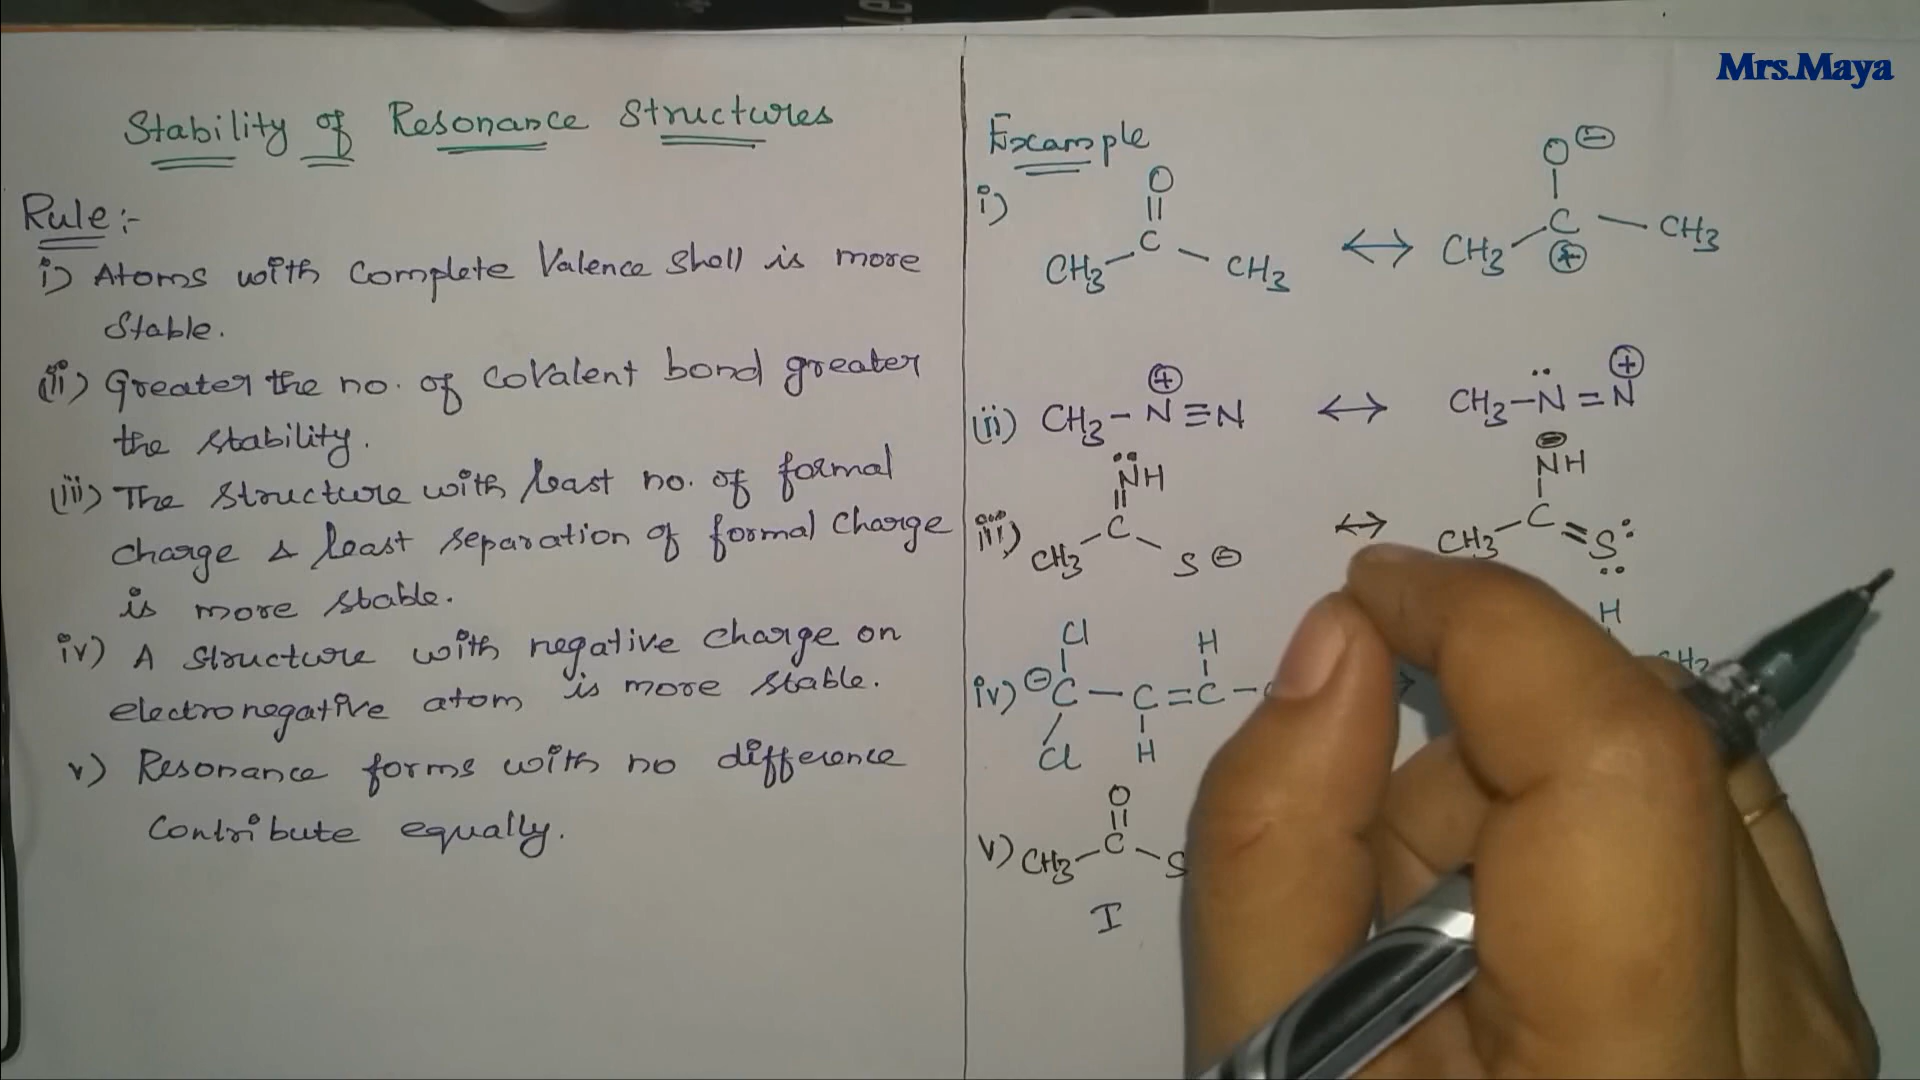 Mrs.Maya
Stability of Resonance Structures
Rule:-
i) Atoms with complete Valence shell is more
stable.
(ii) Greater the no. of covalent bond greater
the stability.
(iii) The structure with least no. of formal
charge & least separation of formal charge
is more stable.
iv) A structure with negative charge on
electronegative atom is more stable.
v) Resonance forms with no difference
contribute equally.
Example
i)
O
||
C
CH3 CH3
↔
O ⊖
|
C
CH3 ⊕ — CH3
(ii) CH3 - N⊕ ≡ N ↔ CH3 - N̈ = N⊕
iii)
NH
||
C
CH3 S ⊖
↔
⊖
NH
|
C
CH3 = S
iv)
Cl H
⊖C — C = C -
Cl H
H
v)
O
||
C
CH3 S
I